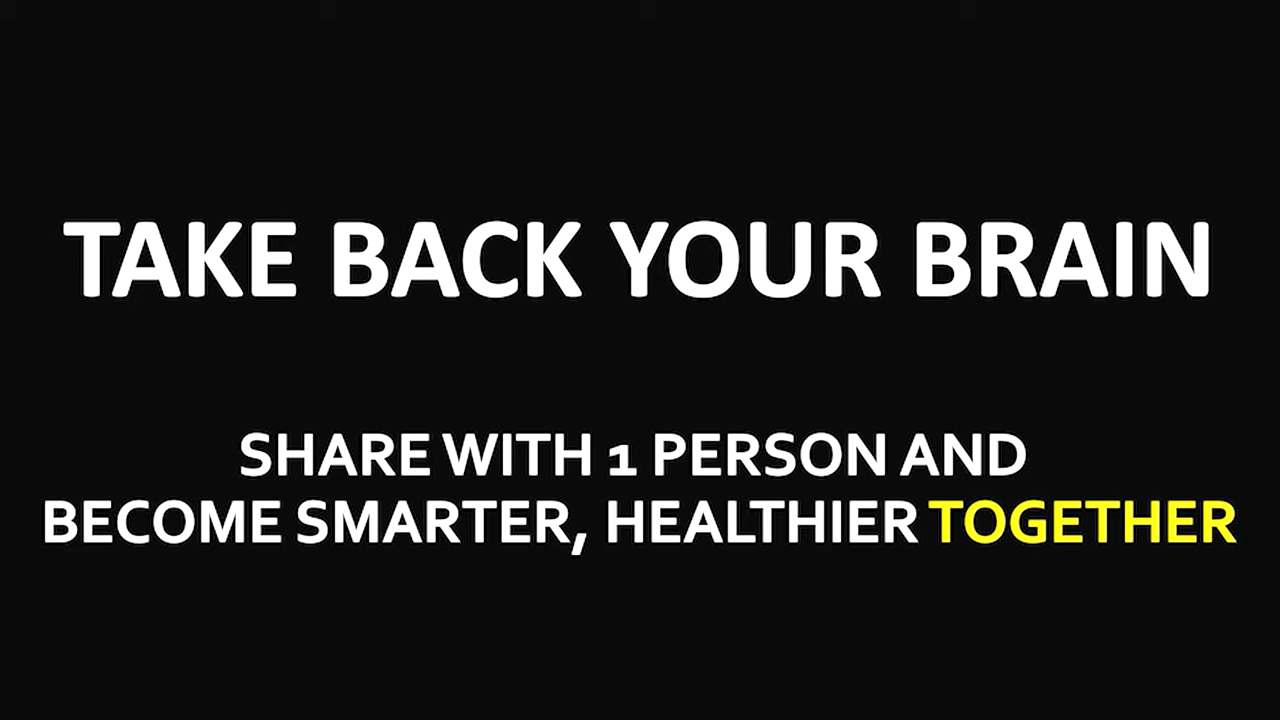 TAKE BACK YOUR BRAIN
SHARE WITH 1 PERSON AND
BECOME SMARTER, HEALTHIER TOGETHER